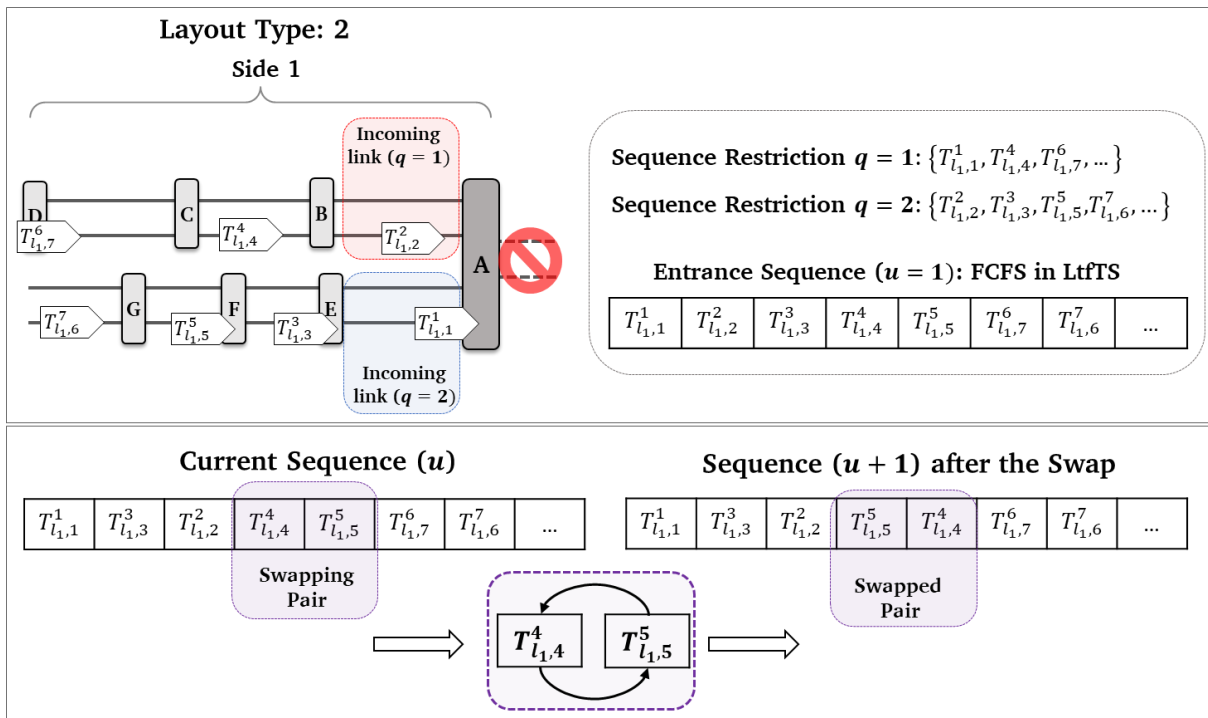 Layout Type: 2
Side 1
Incoming
link (q = 1)
D
C
B
A
T^6_{l_1,7}
T^4_{l_1,4}
T^2_{l_1,2}
G
F
E
T^7_{l_1,6}
T^5_{l_1,5}
T^3_{l_1,3}
T^1_{l_1,1}
Incoming
link (q = 2)
Sequence Restriction q = 1: {T^1_{l_1,1}, T^4_{l_1,4}, T^6_{l_1,7}, ...}
Sequence Restriction q = 2: {T^2_{l_1,2}, T^3_{l_1,3}, T^5_{l_1,5}, T^7_{l_1,6}, ...}
Entrance Sequence (u = 1): FCFS in LtfTS
T^1_{l_1,1} T^2_{l_1,2} T^3_{l_1,3} T^4_{l_1,4} T^5_{l_1,5} T^6_{l_1,7} T^7_{l_1,6} ...
Current Sequence (u)
T^1_{l_1,1} T^3_{l_1,3} T^2_{l_1,2} T^4_{l_1,4} T^5_{l_1,5} T^6_{l_1,7} T^7_{l_1,6} ...
Swapping
Pair
T^4_{l_1,4} T^5_{l_1,5}
Sequence (u + 1) after the Swap
T^1_{l_1,1} T^3_{l_1,3} T^2_{l_1,2} T^5_{l_1,5} T^4_{l_1,4} T^6_{l_1,7} T^7_{l_1,6} ...
Swapped
Pair